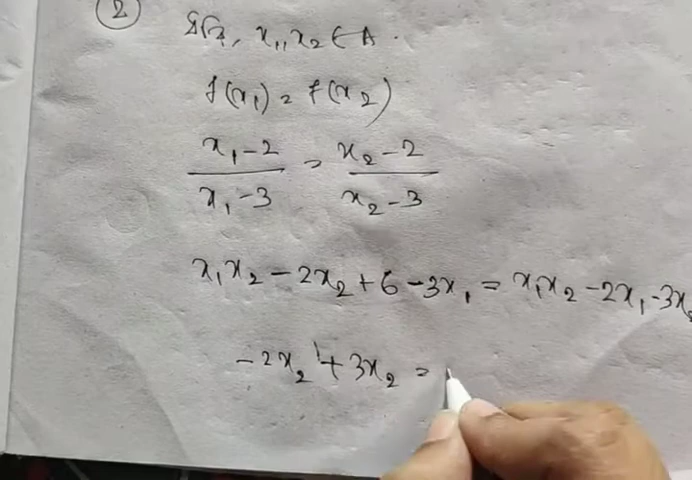 2
ধরি, x₁, x₂ ∈ A.
f(x₁) = f(x₂)
x₁-2 / x₁-3 = x₂-2 / x₂-3
x₁x₂ - 2x₂ + 6 - 3x₁ = x₁x₂ - 2x₁ - 3x₂
-2x₂ + 3x₂ =